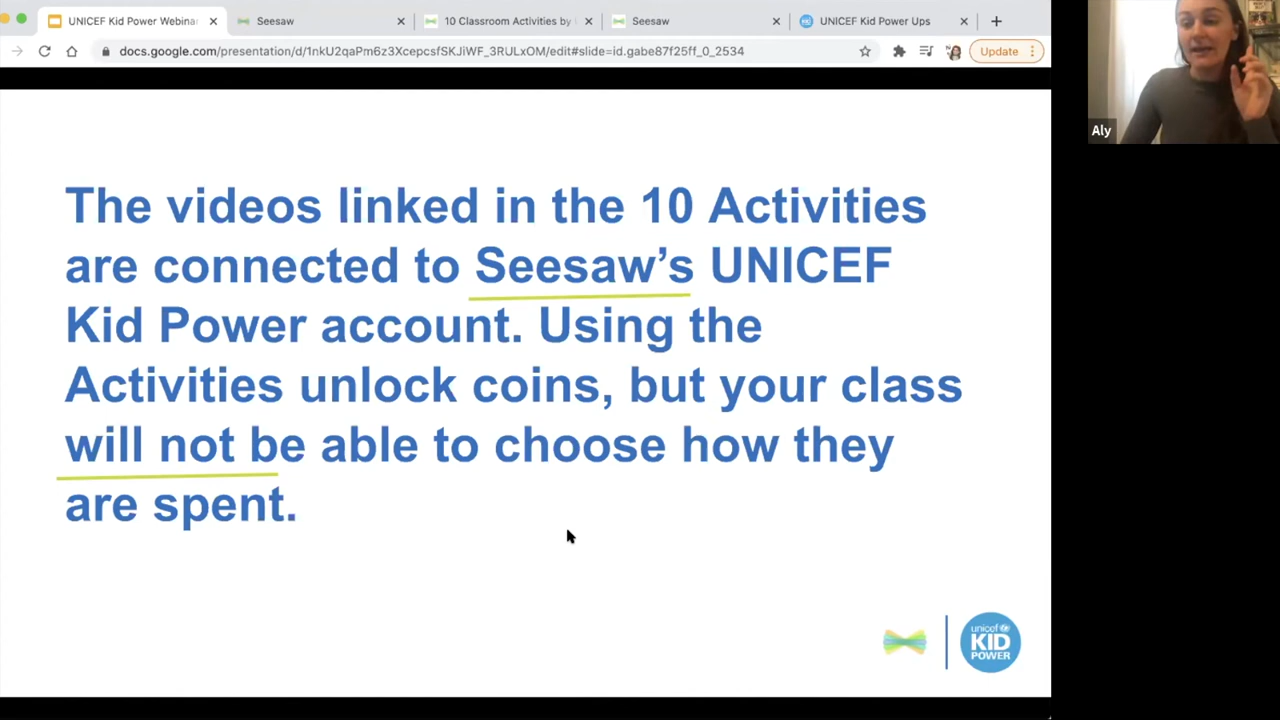 UNICEF Kid Power Webina
Seesaw
10 Classroom Activities by
Seesaw
UNICEF Kid Power Ups
docs.google.com/presentation/d/1nkU2qaPm6z3XcepcsfSKJiWF_3RULxOM/edit#slide=id.gabe87f25ff_0_2534
Update
Aly
The videos linked in the 10 Activities
are connected to Seesaw's UNICEF
Kid Power account. Using the
Activities unlock coins, but your class
will not be able to choose how they
are spent.
unicef
KID
POWER